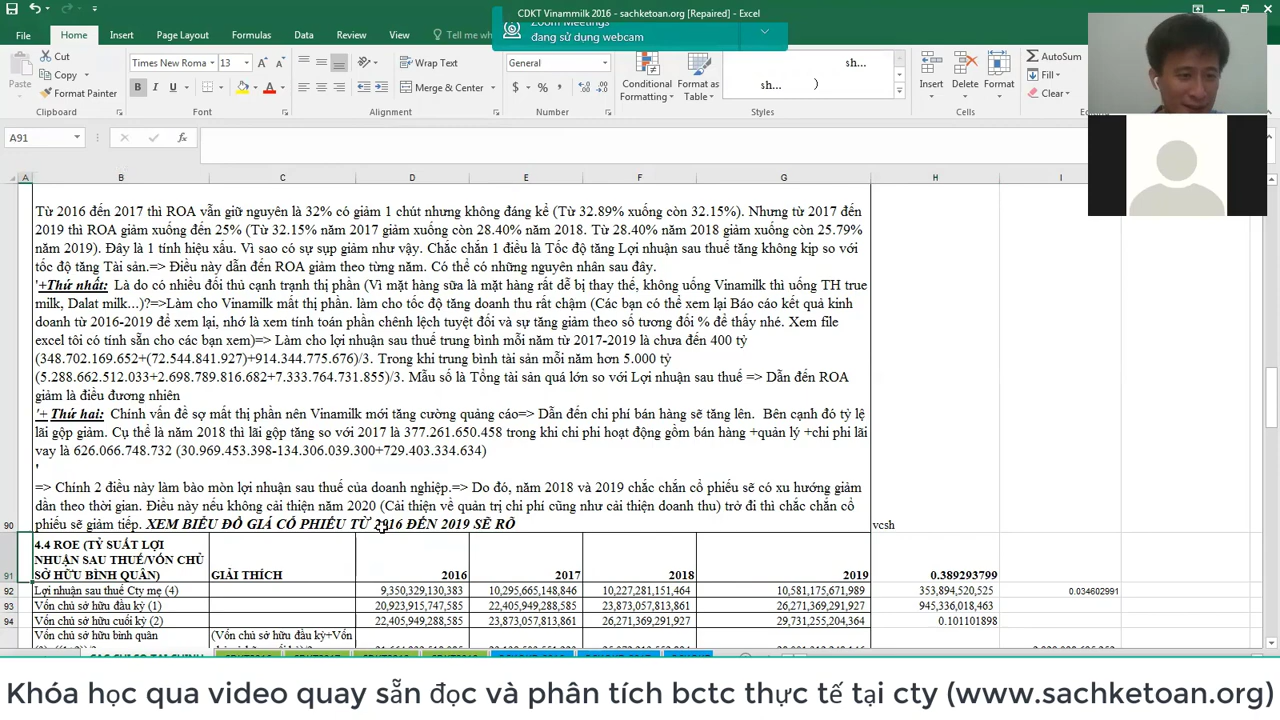 CDKT Vinammilk 2016 - sachketoan.org [Repaired] - Excel
Zoom Meetings
đang sử dụng webcam
File Home Insert Page Layout Formulas Data Review View Tell me
Paste
Cut
Copy
Format Painter
Clipboard
Times New Roma 13
B I U
Font
Wrap Text
Merge & Center
Alignment
General
$ % ,
Number
Conditional Formatting
Format as Table
sh...
sh... )
Styles
Insert Delete Format
Cells
AutoSum
Fill
Clear
A91 fx
A B C D E F G H I
Từ 2016 đến 2017 thì ROA vẫn giữ nguyên là 32% có giảm 1 chút nhưng không đáng kể (Từ 32.89% xuống còn 32.15%). Nhưng từ 2017 đến
2019 thì ROA giảm xuống đến 25% (Từ 32.15% năm 2017 giảm xuống còn 28.40% năm 2018. Từ 28.40% năm 2018 giảm xuống còn 25.79%
năm 2019). Đây là 1 tính hiệu xấu. Vì sao có sự sụp giảm như vậy. Chắc chắn 1 điều là Tốc độ tăng Lợi nhuận sau thuế tăng không kịp so với
tốc độ tăng Tài sản.=> Điều này dẫn đến ROA giảm theo từng năm. Có thể có những nguyên nhân sau đây.
'+Thứ nhất: Là do có nhiều đối thủ cạnh trạnh thị phần (Vì mặt hàng sữa là mặt hàng rất dễ bị thay thế, không uống Vinamilk thì uống TH true
milk, Dalat milk...)?=>Làm cho Vinamilk mất thị phần. làm cho tốc độ tăng doanh thu rất chậm (Các bạn có thể xem lại Báo cáo kết quả kinh
doanh từ 2016-2019 để xem lại, nhớ là xem tính toán phần chênh lệch tuyệt đối và sự tăng giảm theo số tương đối % để thấy nhé. Xem file
excel tôi có tính sẵn cho các bạn xem)=> Làm cho lợi nhuận sau thuế trung bình mỗi năm từ 2017-2019 là chưa đến 400 tỷ
(348.702.169.652+(72.544.841.927)+914.344.775.676)/3. Trong khi trung bình tài sản mỗi năm hơn 5.000 tỷ
(5.288.662.512.033+2.698.789.816.682+7.333.764.731.855)/3. Mẫu số là Tổng tài sản quá lớn so với Lợi nhuận sau thuế => Dẫn đến ROA
giảm là điều đương nhiên
'+ Thứ hai: Chính vấn đề sợ mất thị phần nên Vinamilk mới tăng cường quảng cáo=> Dẫn đến chi phí bán hàng sẽ tăng lên. Bên cạnh đó tỷ lệ
lãi gộp giảm. Cụ thể là năm 2018 thì lãi gộp tăng so với 2017 là 377.261.650.458 trong khi chi phi hoạt động gồm bán hàng +quản lý +chi phí lãi
vay là 626.066.748.732 (30.969.453.398-134.306.039.300+729.403.334.634)
'
=> Chính 2 điều này làm bào mòn lợi nhuận sau thuế của doanh nghiệp.=> Do đó, năm 2018 và 2019 chắc chắn cổ phiếu sẽ có xu hướng giảm
dần theo thời gian. Điều này nếu không cải thiện năm 2020 (Cải thiện về quản trị chi phí cũng như cải thiện doanh thu) trở đi thì chắc chắn cổ
90 phiếu sẽ giảm tiếp. XEM BIỂU ĐỒ GIÁ CỔ PHIẾU TỪ 2016 ĐẾN 2019 SẼ RÕ vcsh
4.4 ROE (TỶ SUẤT LỢI
NHUẬN SAU THUẾ/VỐN CHỦ
91 SỞ HỮU BÌNH QUÂN) GIẢI THÍCH 2016 2017 2018 2019 0.389293799
92 Lợi nhuận sau thuế Cty mẹ (4) 9,350,329,130,383 10,295,665,148,846 10,227,281,151,464 10,581,175,671,989 353,894,520,525 0.034602991
93 Vốn chủ sở hữu đầu kỳ (1) 20,923,915,747,585 22,405,949,288,585 23,873,057,813,861 26,271,369,291,927 945,336,018,463
94 Vốn chủ sở hữu cuối kỳ (2) 22,405,949,288,585 23,873,057,813,861 26,271,369,291,927 29,731,255,204,364 0.101101898
Vốn chủ sở hữu bình quân (Vốn chủ sở hữu đầu kỳ+Vốn
Khóa học qua video quay sẵn đọc và phân tích bctc thực tế tại cty (www.sachketoan.org)